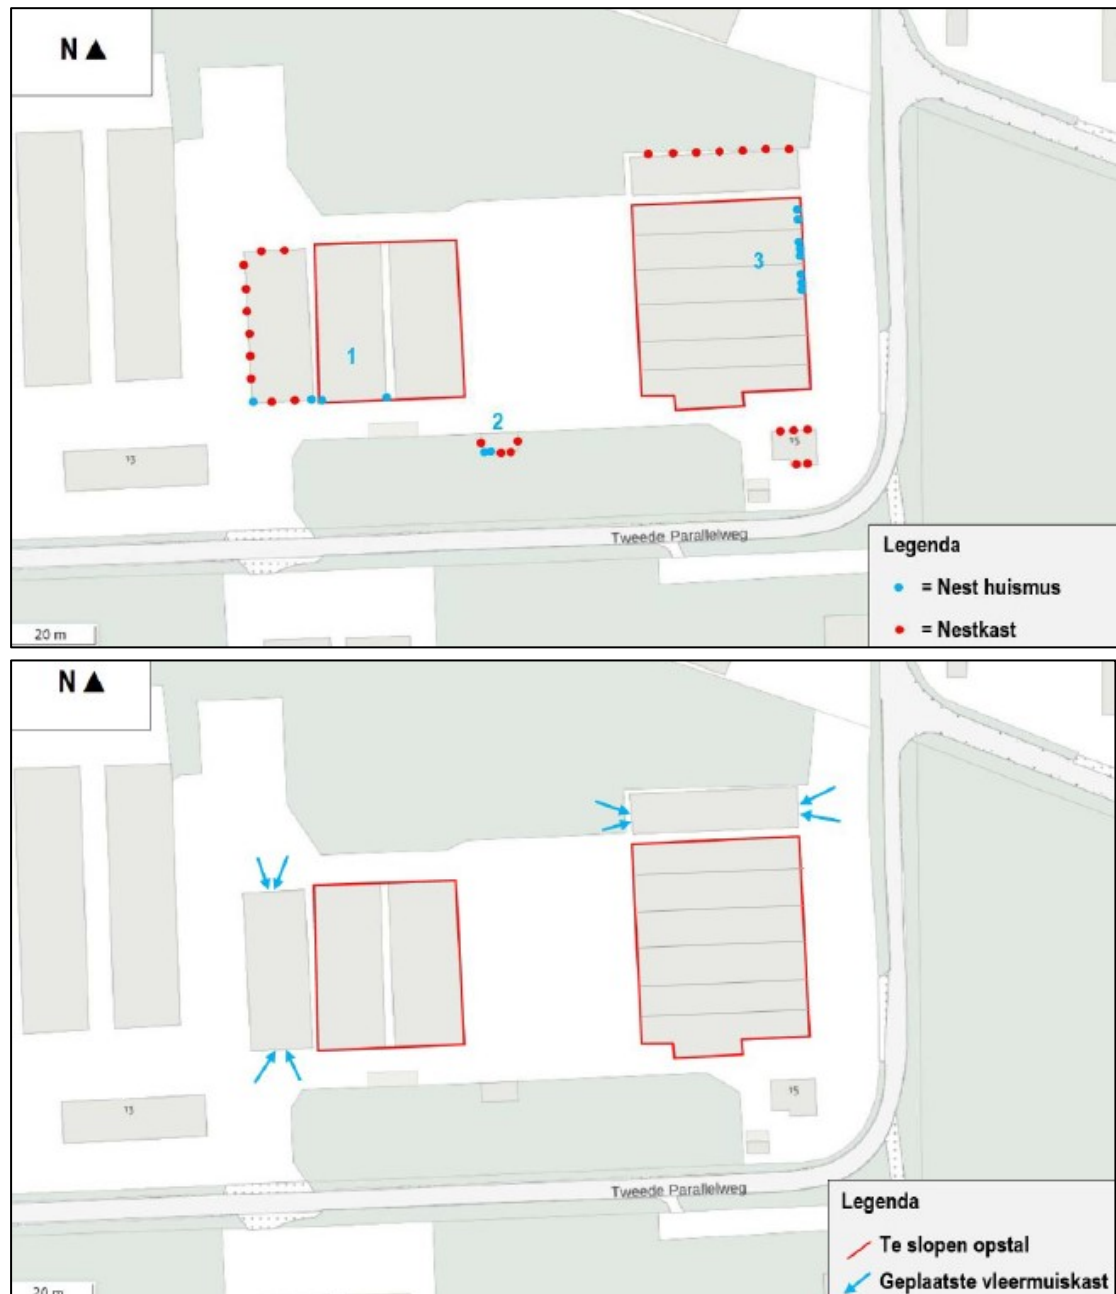 N ▲
1
2
3
13
15
Tweede Parallelweg
20 m
Legenda
= Nest huismus
= Nestkast
N ▲
13
15
Tweede Parallelweg
20 m
Legenda
Te slopen opstal
Geplaatste vleermuiskast